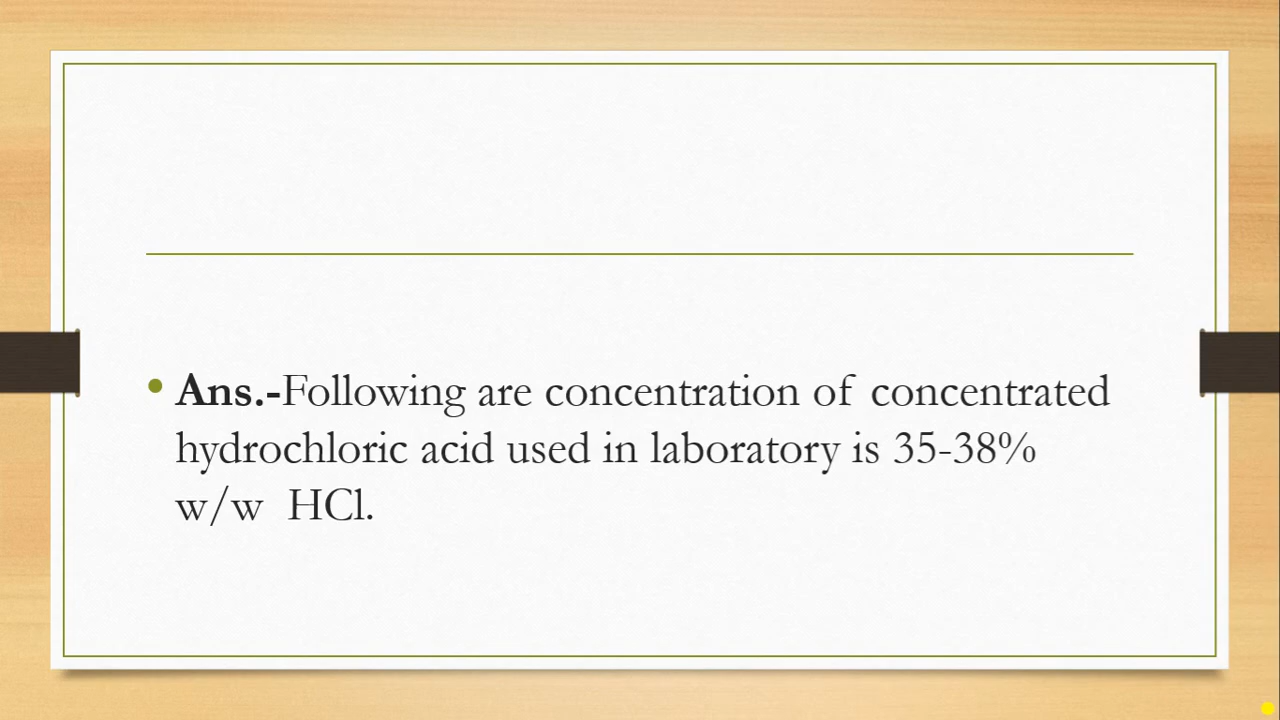 • Ans.-Following are concentration of concentrated
hydrochloric acid used in laboratory is 35-38%
w/w HCl.